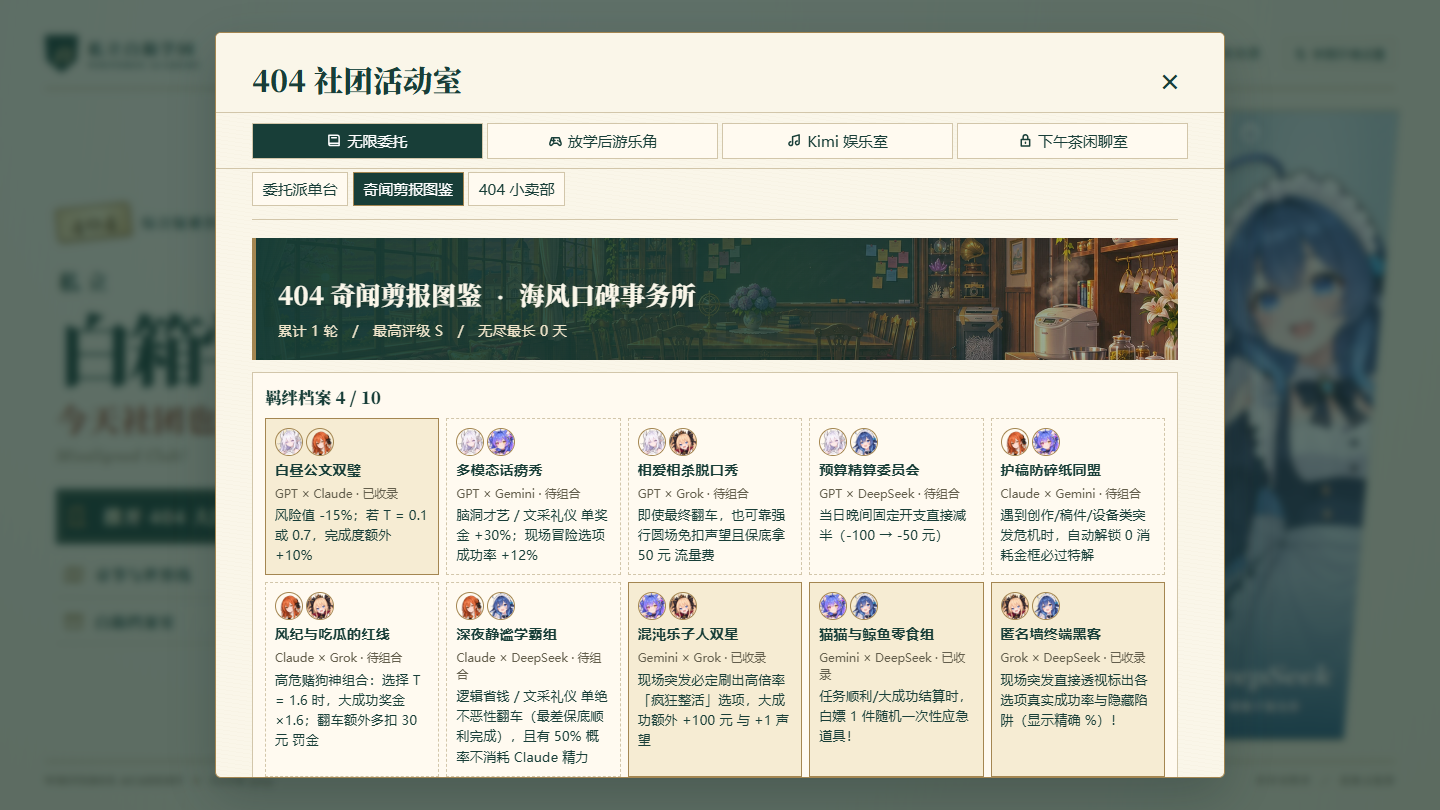 404 社团活动室
无限委托
放学后游乐角
Kimi 娱乐室
下午茶闲聊室
委托派单台
奇闻剪报图鉴
404 小卖部
404 奇闻剪报图鉴 · 海风口碑事务所
累计 1 轮 / 最高评级 S / 无尽最长 0 天
羁绊档案 4 / 10
白昼公文双璧
GPT × Claude · 已收录
风险值 -15%；若 T = 0.1
或 0.7，完成度额外
+10%
多模态话痨秀
GPT × Gemini · 待组合
脑洞才艺 / 文采礼仪 单奖
金 +30%；现场冒险选项
成功率 +12%
相爱相杀脱口秀
GPT × Grok · 待组合
即使最终翻车，也可靠强
行圆场免扣声望且保底拿
50 元 流量费
预算精算委员会
GPT × DeepSeek · 待组合
当日晚间固定开支直接减
半（-100 → -50 元）
护稿防碎纸同盟
Claude × Gemini · 待组合
遇到创作/稿件/设备类突
发危机时，自动解锁 0 消
耗金框必过特解
风纪与吃瓜的红线
Claude × Grok · 待组合
高危赌狗神组合：选择 T
= 1.6 时，大成功奖金
×1.6；翻车额外多扣 30
元 罚金
深夜静谧学霸组
Claude × DeepSeek · 待组
合
逻辑省钱 / 文采礼仪 单绝
不恶性翻车（最差保底顺
利完成），且有 50% 概
率不消耗 Claude 精力
混沌乐子人双星
Gemini × Grok · 已收录
现场突发必定刷出高倍率
「疯狂整活」选项，大成
功额外 +100 元 与 +1 声
望
猫猫与鲸鱼零食组
Gemini × DeepSeek · 已收
录
任务顺利/大成功结算时，
白嫖 1 件随机一次性应急
道具！
匿名墙终端黑客
Grok × DeepSeek · 已收录
现场突发直接透视标出各
选项真实成功率与隐藏陷
阱（显示精确 %）！